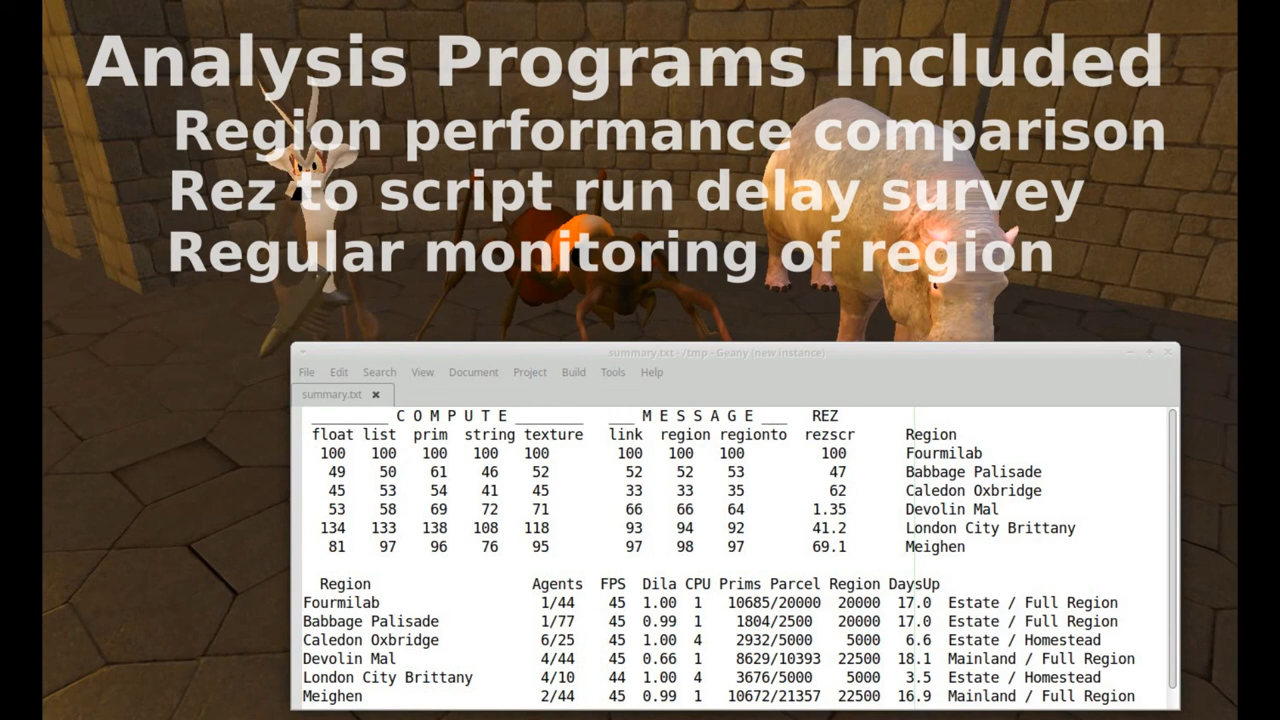 Analysis Programs Included
Region performance comparison
Rez to script run delay survey
Regular monitoring of region
summary.txt - /tmp - Geany (new instance)
File Edit Search View Document Project Build Tools Help
summary.txt
_________ C O M P U T E ________ ___ M E S S A G E ___ REZ
float list prim string texture link region regionto rezscr Region
100 100 100 100 100 100 100 100 100 Fourmilab
49 50 61 46 52 52 52 53 47 Babbage Palisade
45 53 54 41 45 33 33 35 62 Caledon Oxbridge
53 58 69 72 71 66 66 64 1.35 Devolin Mal
134 133 138 108 118 93 94 92 41.2 London City Brittany
81 97 96 76 95 97 98 97 69.1 Meighen
Region Agents FPS Dila CPU Prims Parcel Region DaysUp
Fourmilab 1/44 45 1.00 1 10685/20000 20000 17.0 Estate / Full Region
Babbage Palisade 1/77 45 0.99 1 1804/2500 20000 17.0 Estate / Full Region
Caledon Oxbridge 6/25 45 1.00 4 2932/5000 5000 6.6 Estate / Homestead
Devolin Mal 4/44 45 0.66 1 8629/10393 22500 18.1 Mainland / Full Region
London City Brittany 4/10 44 1.00 4 3676/5000 5000 3.5 Estate / Homestead
Meighen 2/44 45 0.99 1 10672/21357 22500 16.9 Mainland / Full Region